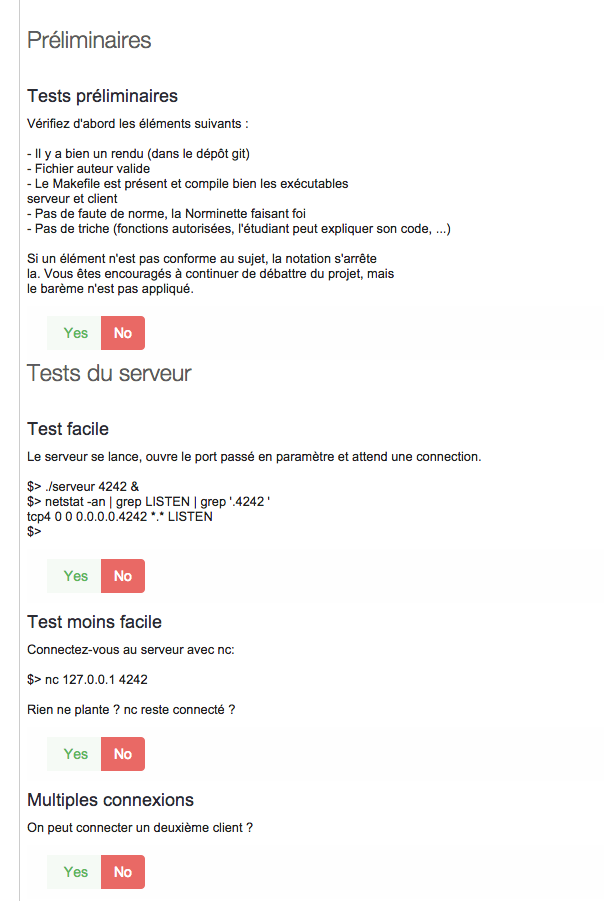 Préliminaires
Tests préliminaires
Vérifiez d'abord les éléments suivants :
- Il y a bien un rendu (dans le dépôt git)
- Fichier auteur valide
- Le Makefile est présent et compile bien les exécutables
serveur et client
- Pas de faute de norme, la Norminette faisant foi
- Pas de triche (fonctions autorisées, l'étudiant peut expliquer son code, ...)
Si un élément n'est pas conforme au sujet, la notation s'arrête
la. Vous êtes encouragés à continuer de débattre du projet, mais
le barème n'est pas appliqué.
Yes No
Tests du serveur
Test facile
Le serveur se lance, ouvre le port passé en paramètre et attend une connection.
$> ./serveur 4242 &
$> netstat -an | grep LISTEN | grep '.4242 '
tcp4 0 0 0.0.0.0.4242 *.* LISTEN
$>
Yes No
Test moins facile
Connectez-vous au serveur avec nc:
$> nc 127.0.0.1 4242
Rien ne plante ? nc reste connecté ?
Yes No
Multiples connexions
On peut connecter un deuxième client ?
Yes No